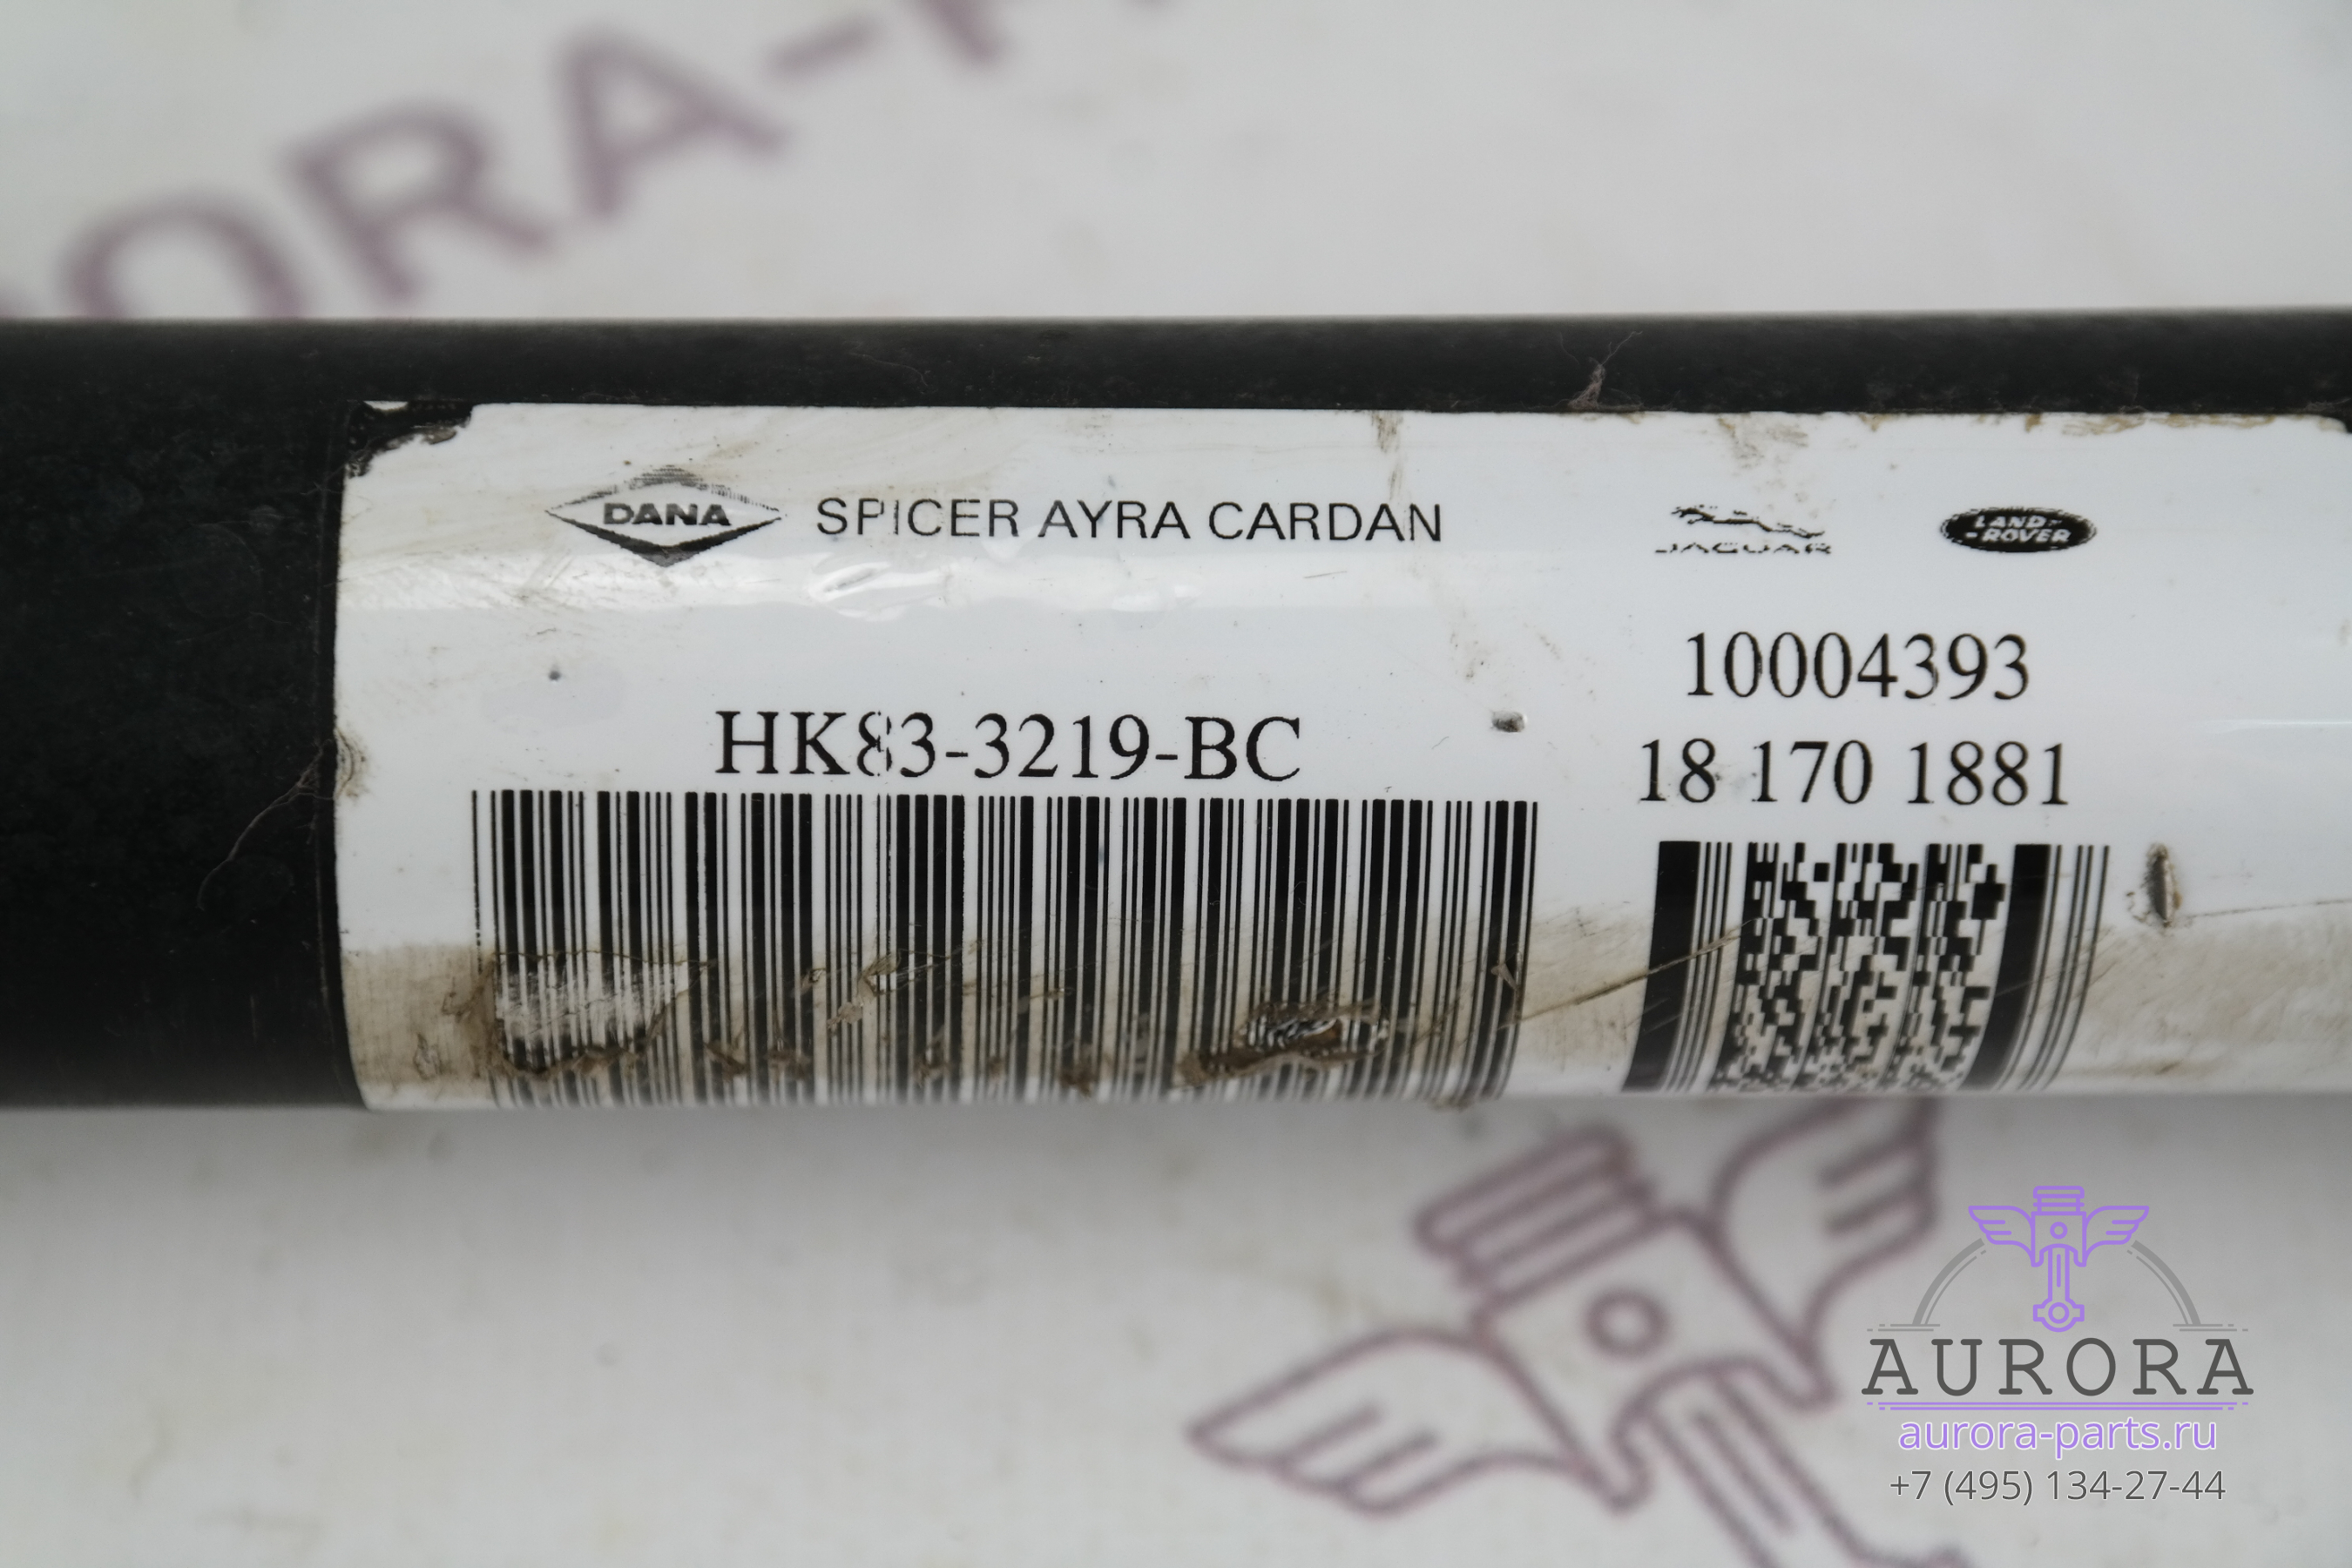 ORA-
DANA SPICER AYRA CARDAN
JAGUAR
LAND-
-ROVER
10004393
HK83-3219-BC
18 170 1881
AURORA
aurora-parts.ru
+7 (495) 134-27-44